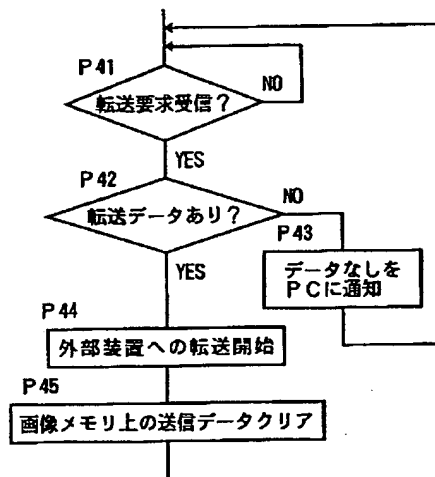 P41
NO
転送要求受信?
YES
P42
NO
転送データあり?
P43
YES
データなしを
PCに通知
P44
外部装置への転送開始
P45
画像メモリ上の送信データクリア